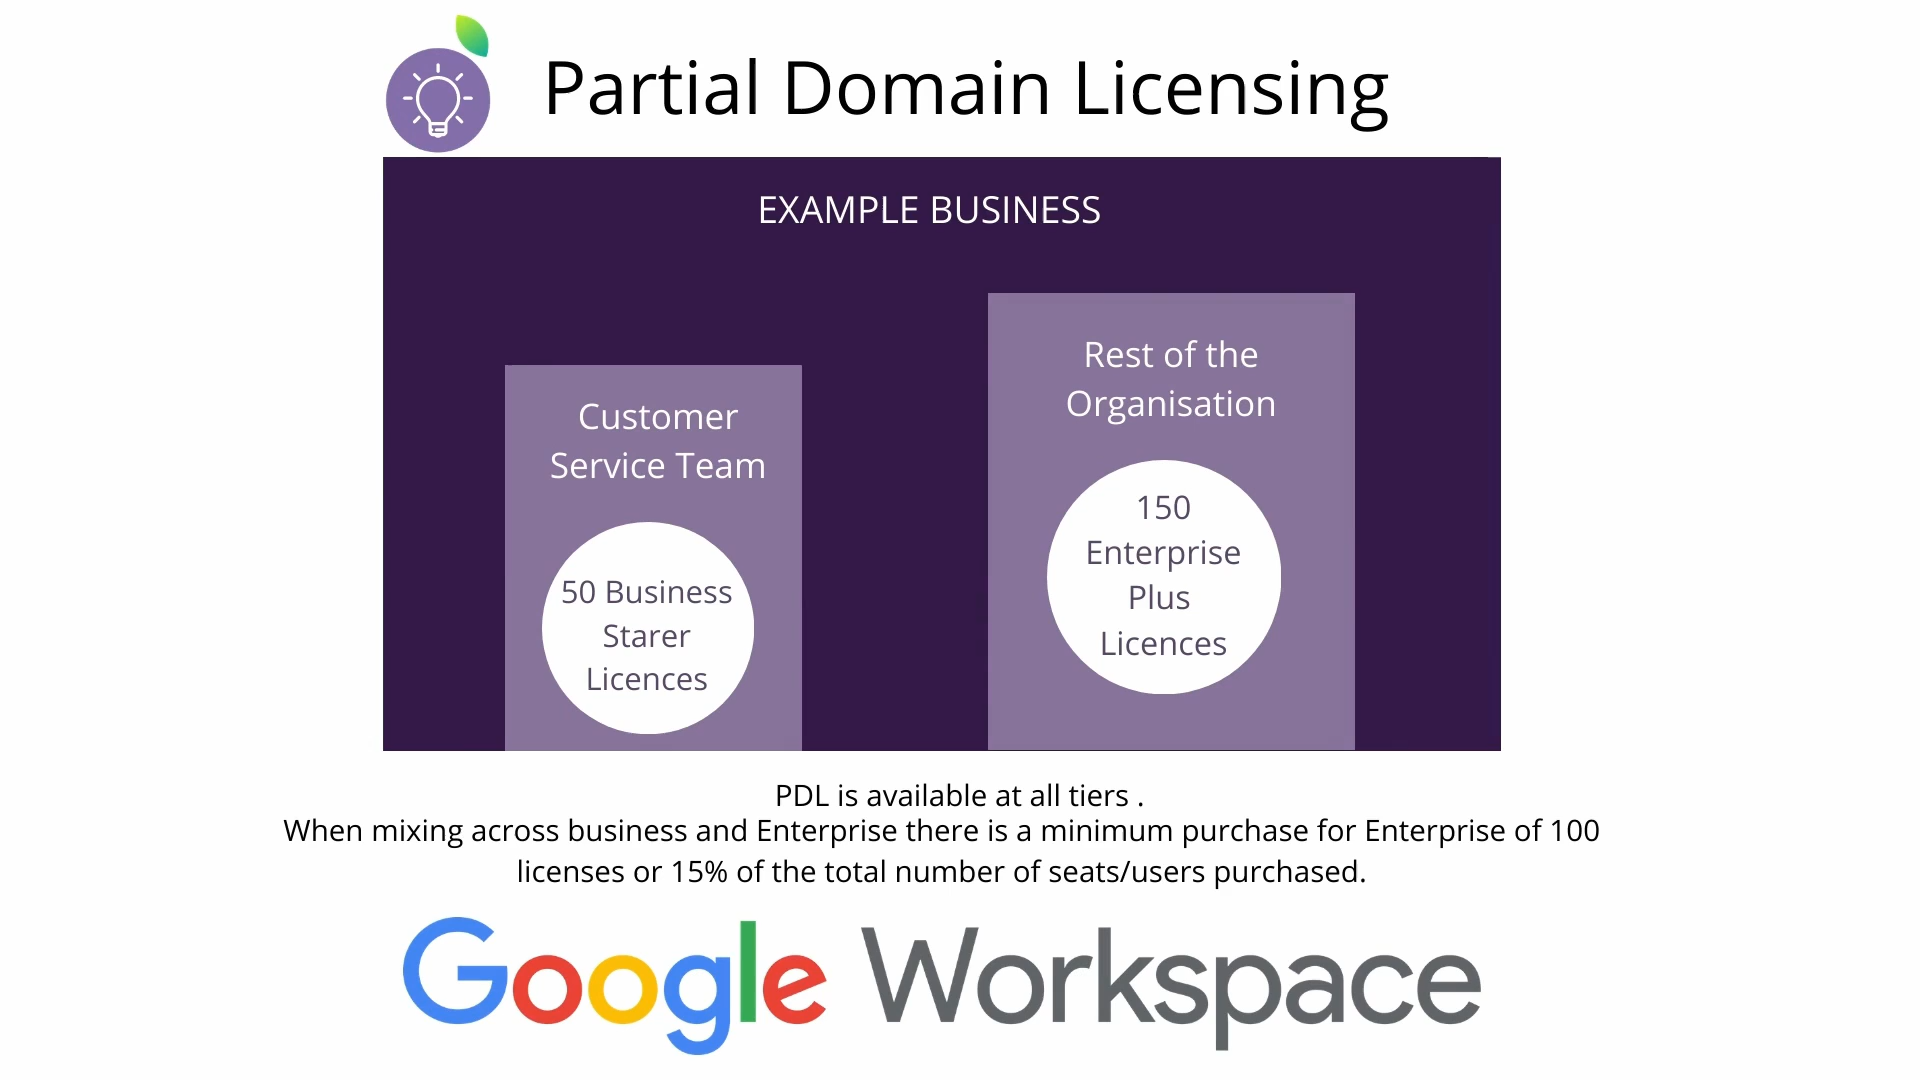 Partial Domain Licensing
EXAMPLE BUSINESS
Customer
Service Team
50 Business
Starer
Licences
Rest of the
Organisation
150
Enterprise
Plus
Licences
PDL is available at all tiers .
When mixing across business and Enterprise there is a minimum purchase for Enterprise of 100
licenses or 15% of the total number of seats/users purchased.
Google Workspace